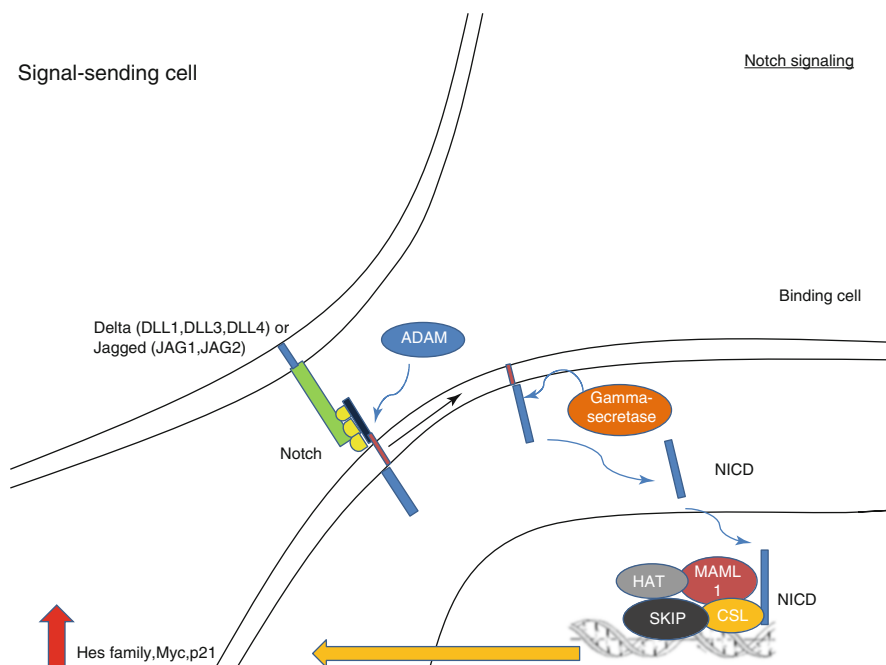 Signal-sending cell
Notch signaling
Binding cell
Delta (DLL1,DLL3,DLL4) or
Jagged (JAG1,JAG2)
ADAM
Gamma-
secretase
Notch
NICD
HAT
MAML
1
NICD
SKIP
CSL
Hes family,Myc,p21